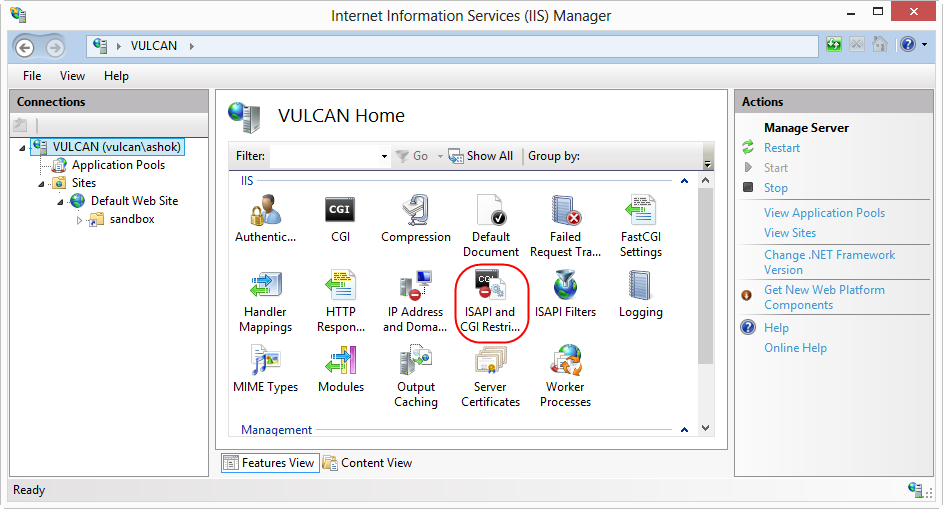 Internet Information Services (IIS) Manager
VULCAN
File View Help
Connections
VULCAN (vulcan\ashok)
Application Pools
Sites
Default Web Site
sandbox
VULCAN Home
Filter: Go Show All Group by:
IIS
Authentic... CGI Compression Default Document Failed Request Tra... FastCGI Settings
Handler Mappings HTTP Respon... IP Address and Doma... CGI ISAPI and CGI Restri... ISAPI Filters Logging
MIME Types Modules Output Caching Server Certificates Worker Processes
Management
Features View Content View
Actions
Manage Server
Restart
Start
Stop
View Application Pools
View Sites
Change .NET Framework
Version
Get New Web Platform
Components
Help
Online Help
Ready